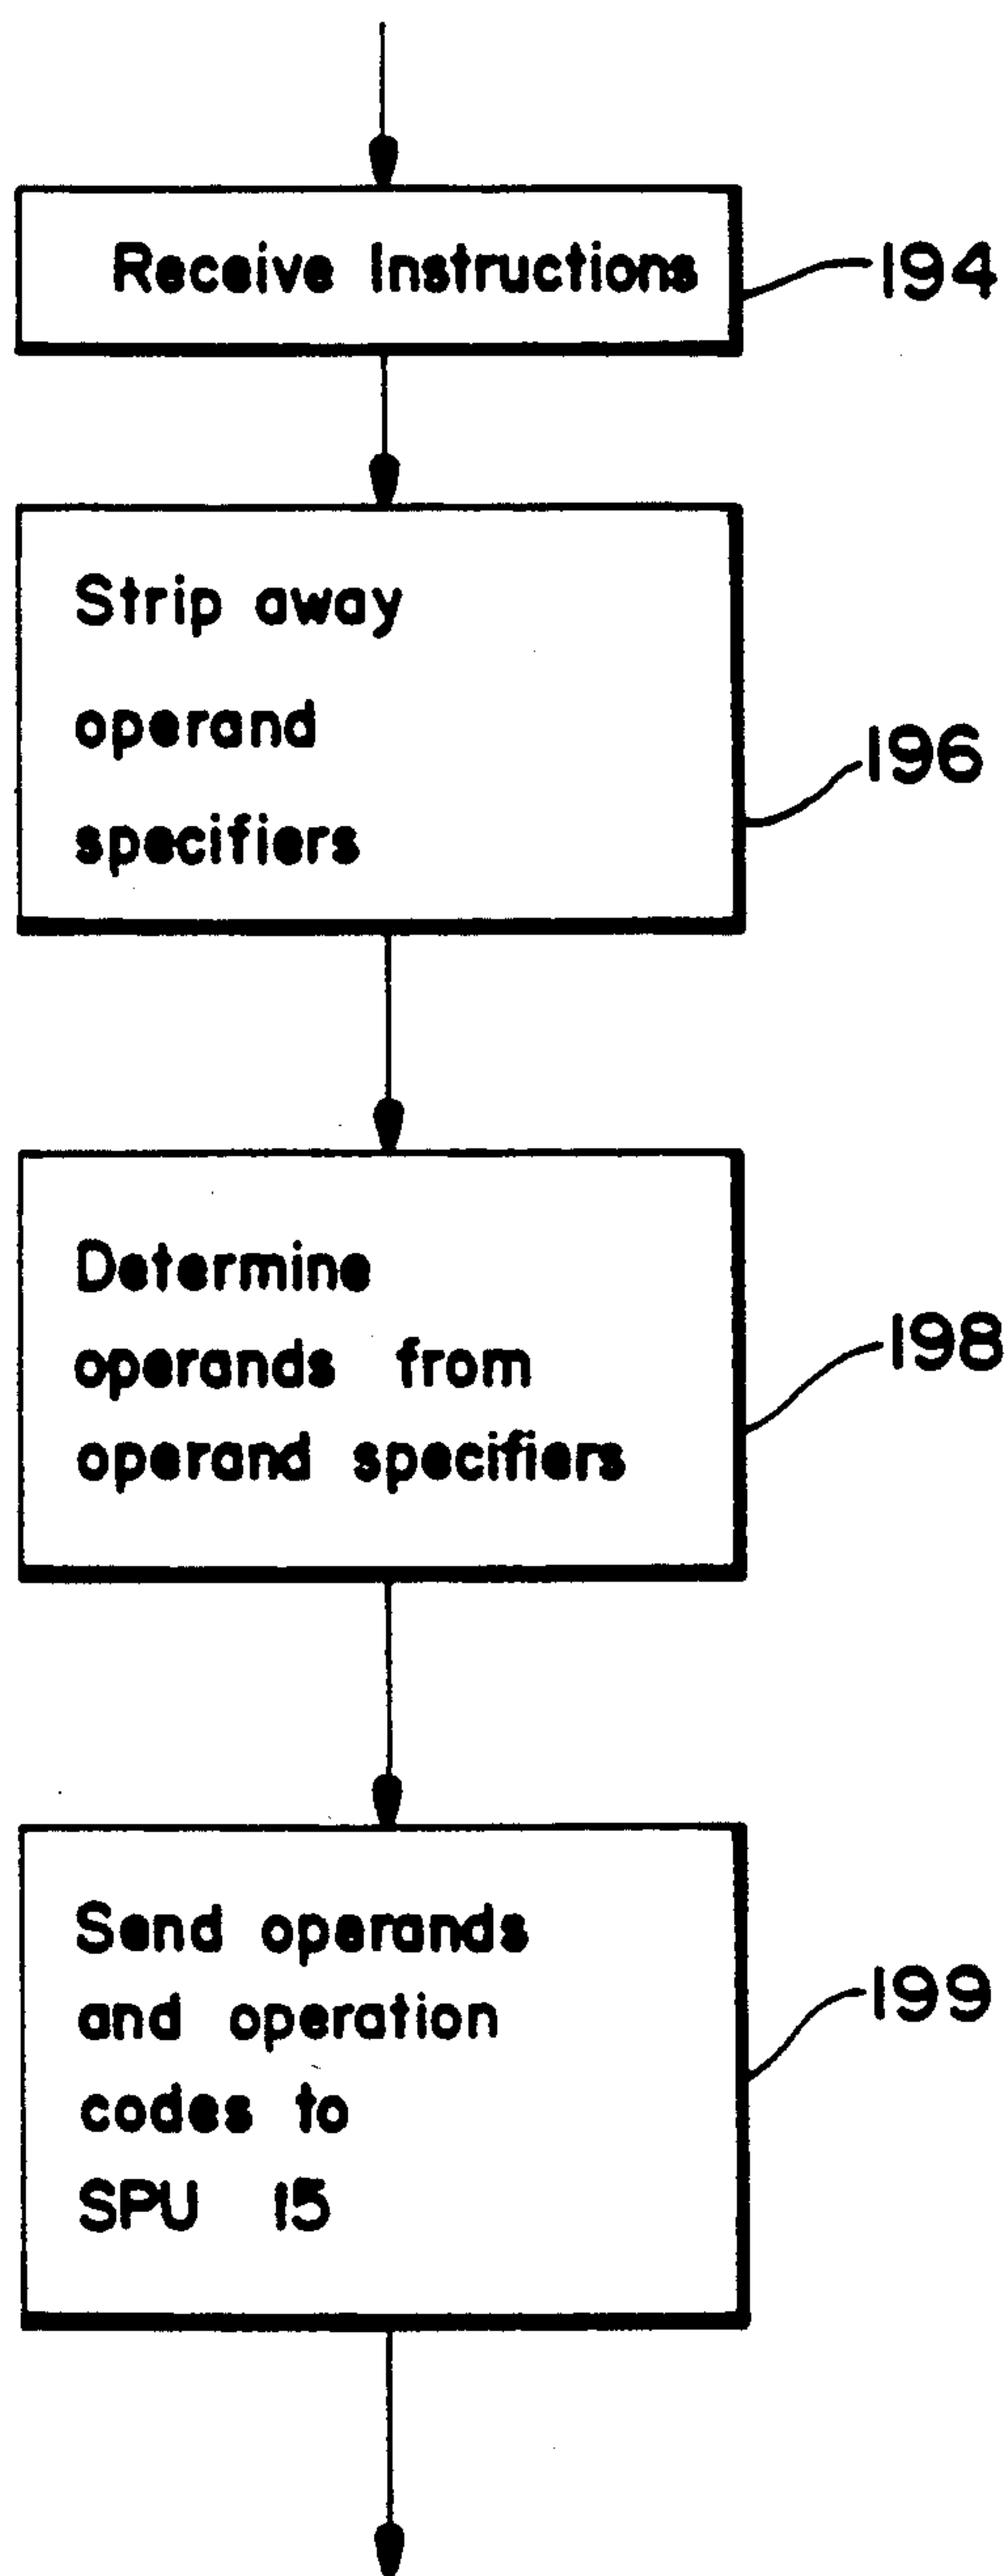 Receive Instructions
194
Strip away
operand
specifiers
196
Determine
operands from
operand specifiers
198
Send operands
and operation
codes to
SPU 15
199